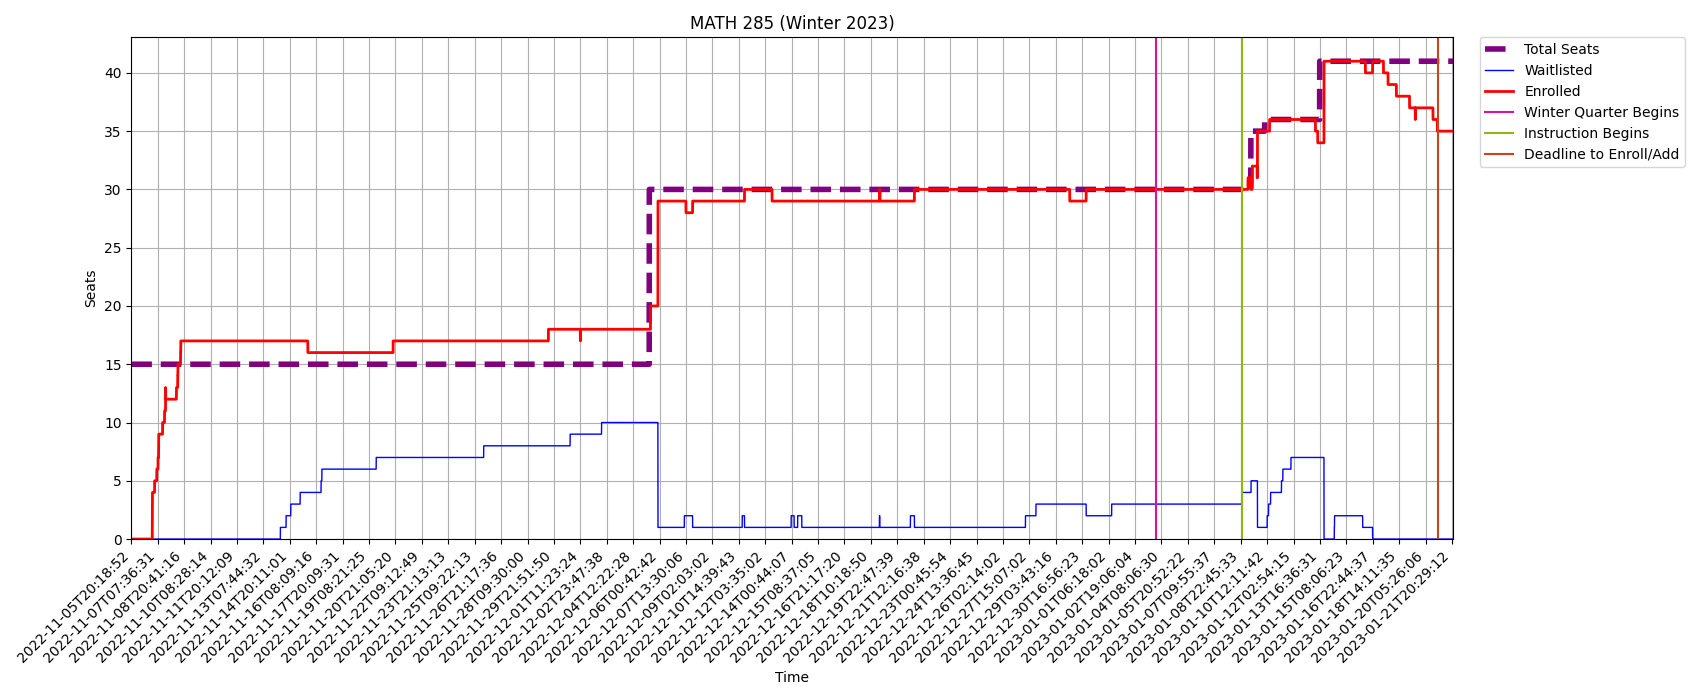 MATH 285 (Winter 2023)
Total Seats
Waitlisted
Enrolled
Winter Quarter Begins
Instruction Begins
Deadline to Enroll/Add
Seats
40
35
30
25
20
15
10
5
0
2022-11-05T20:18:52
2022-11-07T07:36:31
2022-11-08T20:41:16
2022-11-10T08:28:14
2022-11-11T20:12:09
2022-11-13T07:44:32
2022-11-14T20:11:01
2022-11-16T08:09:16
2022-11-17T20:09:31
2022-11-19T08:21:25
2022-11-20T21:05:20
2022-11-22T09:12:49
2022-11-23T21:13:13
2022-11-25T09:22:13
2022-11-26T21:17:36
2022-11-28T09:30:00
2022-11-29T21:51:50
2022-12-01T11:23:24
2022-12-02T23:47:38
2022-12-04T12:22:28
2022-12-06T00:42:42
2022-12-07T13:30:06
2022-12-09T02:03:02
2022-12-10T14:39:43
2022-12-12T03:35:02
2022-12-14T00:44:07
2022-12-15T08:37:05
2022-12-16T21:17:20
2022-12-18T10:18:50
2022-12-19T22:47:39
2022-12-21T12:16:38
2022-12-23T00:45:54
2022-12-24T13:36:45
2022-12-26T02:14:02
2022-12-27T15:07:02
2022-12-29T03:43:16
2022-12-30T16:56:23
2023-01-01T06:18:02
2023-01-02T19:06:04
2023-01-04T08:06:30
2023-01-05T20:52:22
2023-01-07T09:55:37
2023-01-08T22:45:33
2023-01-10T12:11:42
2023-01-12T02:54:15
2023-01-13T16:36:31
2023-01-15T08:06:23
2023-01-16T22:44:37
2023-01-18T14:11:35
2023-01-20T05:26:06
2023-01-21T20:29:12
Time